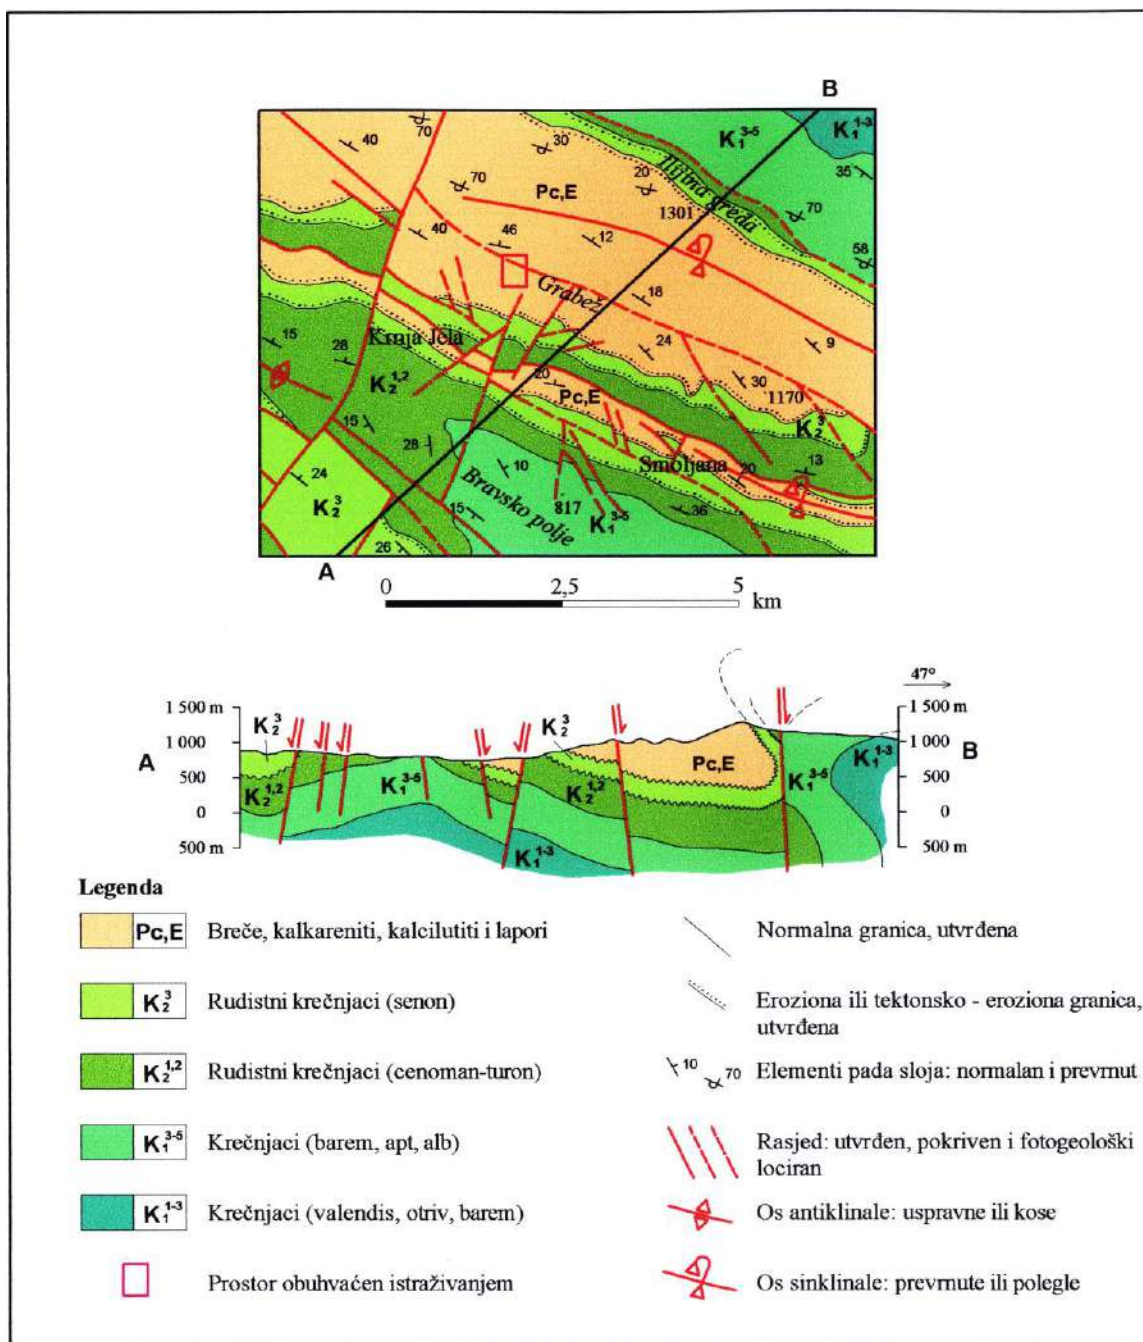 B
K₁³⁻⁵
K₁¹⁻³
70
40
30
35
Ilijina greda
20
70
Pc,E
1301
70
40
46
12
58
Grabež
18
15
28
Krnja Jela
24
9
K₂¹,²
20
Pc,E
30
1170
15
28
K₂³
Smoljana
13
20
24
10
Bravsko polje
817
K₁³⁻⁵
36
K₂³
15
26
A
0 2,5 5
km
47°
1 500 m
1 000
500
0
500 m
A
K₂³
K₂¹,²
K₁³⁻⁵
K₁¹⁻³
K₂³
K₂¹,²
Pc,E
K₁³⁻⁵
K₁¹⁻³
1 500 m
1 000
500
0
500 m
B
Legenda
Pc,E Breče, kalkareniti, kalcilutiti i lapori
K₂³ Rudistni krečnjaci (senon)
K₂¹,² Rudistni krečnjaci (cenoman-turon)
K₁³⁻⁵ Krečnjaci (barem, apt, alb)
K₁¹⁻³ Krečnjaci (valendis, otriv, barem)
Prostor obuhvaćen istraživanjem
Normalna granica, utvrđena
Eroziona ili tektonsko - eroziona granica,
utvrđena
10 70 Elementi pada sloja: normalan i prevrnut
Rasjed: utvrđen, pokriven i fotogeološki
lociran
Os antiklinale: uspravne ili kose
Os sinklinale: prevrnute ili polegle